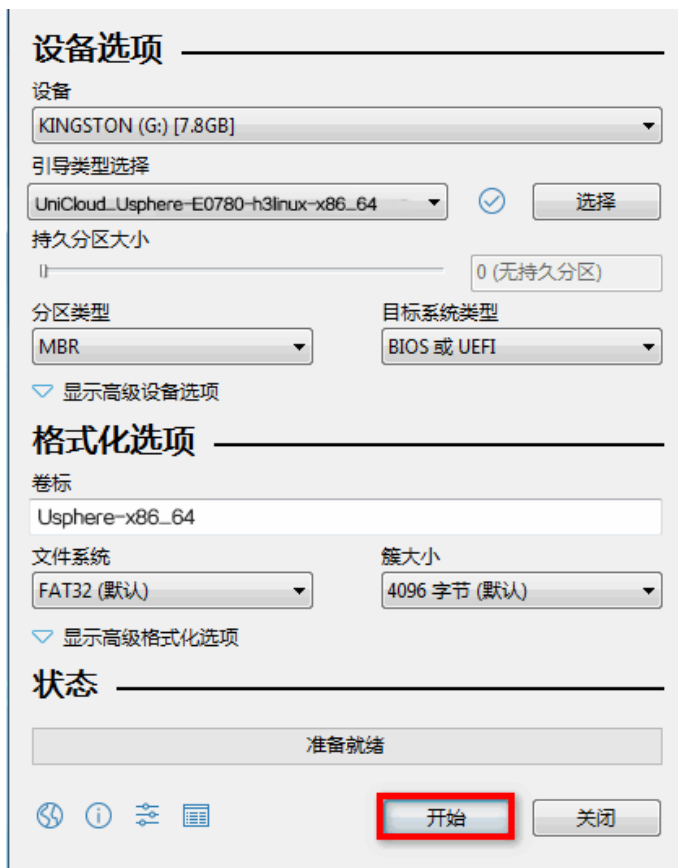 设备选项
设备
KINGSTON (G:) [7.8GB]
引导类型选择
UniCloud_Usphere-E0780-h3linux-x86_64
选择
持久分区大小
0 (无持久分区)
分区类型
目标系统类型
MBR
BIOS 或 UEFI
显示高级设备选项
格式化选项
卷标
Usphere-x86_64
文件系统
簇大小
FAT32 (默认)
4096 字节 (默认)
显示高级格式化选项
状态
准备就绪
开始
关闭